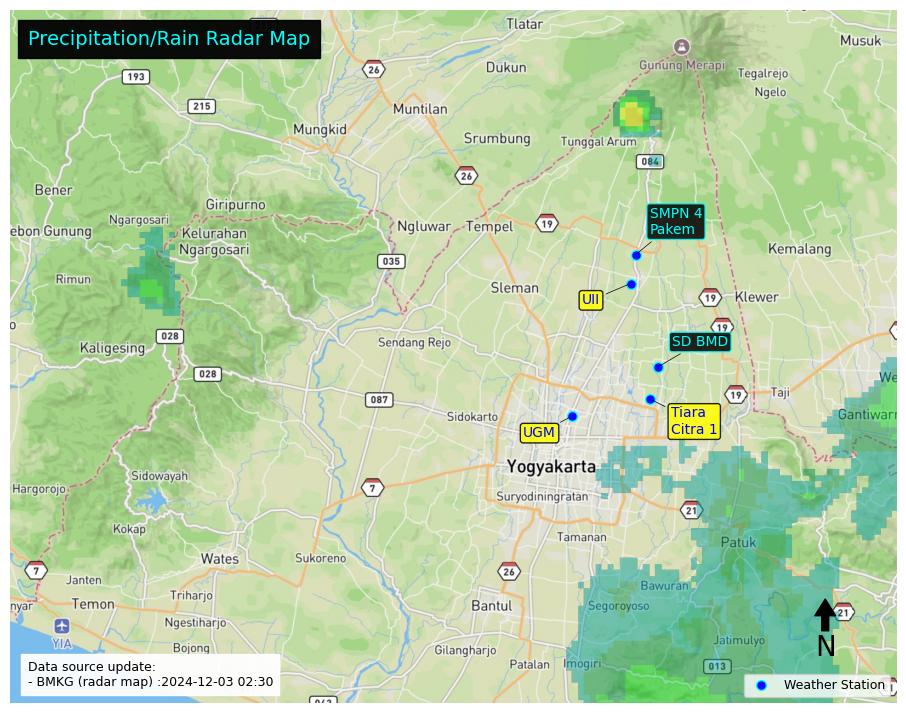 Precipitation/Rain Radar Map
Tlatar
Musuk
26
Dukun
Gunung Merapi
193
Tegalrejo
Ngelo
215
Muntilan
Mungkid
Srumbung
Tunggal Arum
084
26
Bener
Giripurno
SMPN 4
Pakem
Ngargosari
ebon Gunung
Kelurahan
Ngargosari
Ngluwar
Tempel
19
Kemalang
035
Rimun
Sleman
UII
19
Klewer
19
028
Kaligesing
Sendang Rejo
SD BMD
028
We
087
19
Taji
Sidokarto
Tiara
Citra 1
Gantiwarn
UGM
Yogyakarta
Sidowayah
Hargorojo
7
Suryodiningratan
21
Kokap
Tamanan
Patuk
Wates
Sukoreno
7
26
Janten
Bawuran
Triharjo
Temon
nyar
Bantul
Segoroyoso
21
Ngestiharjo
YIA
Jatimulyo
N
Bojong
Gilangharjo
Patalan
Imogiri
013
Data source update:
- BMKG (radar map) :2024-12-03 02:30
Weather Station